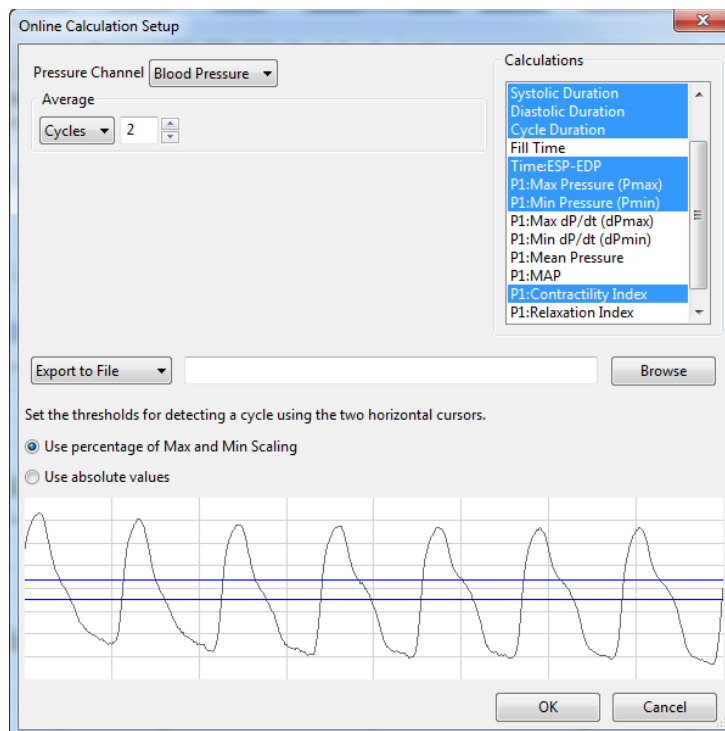 Online Calculation Setup
Pressure Channel Blood Pressure
Calculations
Average
Cycles 2
Systolic Duration
Diastolic Duration
Cycle Duration
Fill Time
Time:ESP-EDP
P1:Max Pressure (Pmax)
P1:Min Pressure (Pmin)
P1:Max dP/dt (dPmax)
P1:Min dP/dt (dPmin)
P1:Mean Pressure
P1:MAP
P1:Contractility Index
P1:Relaxation Index
Export to File Browse
Set the thresholds for detecting a cycle using the two horizontal cursors.
Use percentage of Max and Min Scaling
Use absolute values
OK Cancel